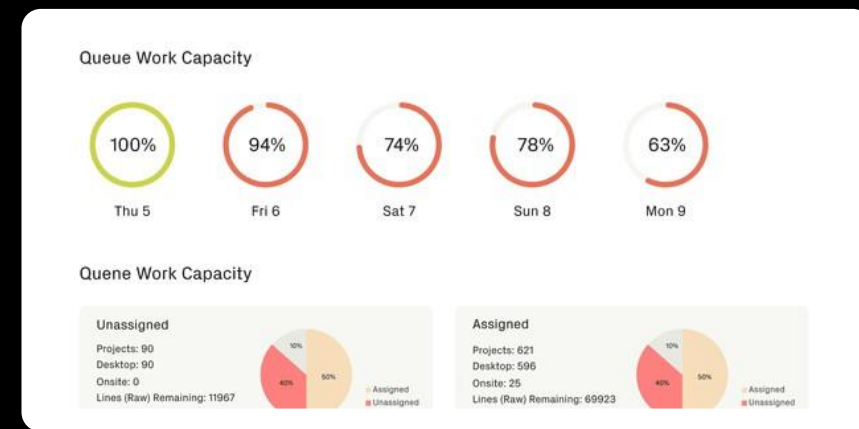 Queue Work Capacity
100%
94%
74%
78%
63%
Thu 5
Fri 6
Sat 7
Sun 8
Mon 9
Quene Work Capacity
Unassigned
Projects: 90
Desktop: 90
Onsite: 0
Lines (Raw) Remaining: 11967
10%
40%
50%
Assigned
Unassigned
Assigned
Projects: 621
Desktop: 596
Onsite: 25
Lines (Raw) Remaining: 69923
10%
40%
50%
Assigned
Unassigned